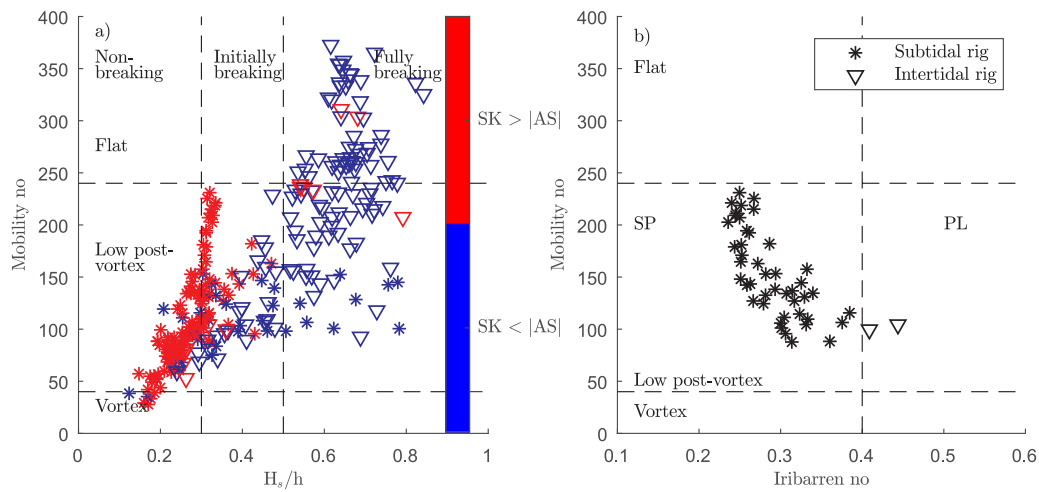 a)
Non-
breaking
Initially
breaking
Fully
breaking
Flat
Low post-
vortex
Vortex
400
350
300
250
200
150
100
50
0
Mobility no
0
0.2
0.4
0.6
0.8
1
H_s/h
SK > |AS|
SK < |AS|
b)
Subtidal rig
Intertidal rig
Flat
SP
PL
Low post-vortex
Vortex
400
350
300
250
200
150
100
50
0
Mobility no
0.1
0.2
0.3
0.4
0.5
0.6
Iribarren no